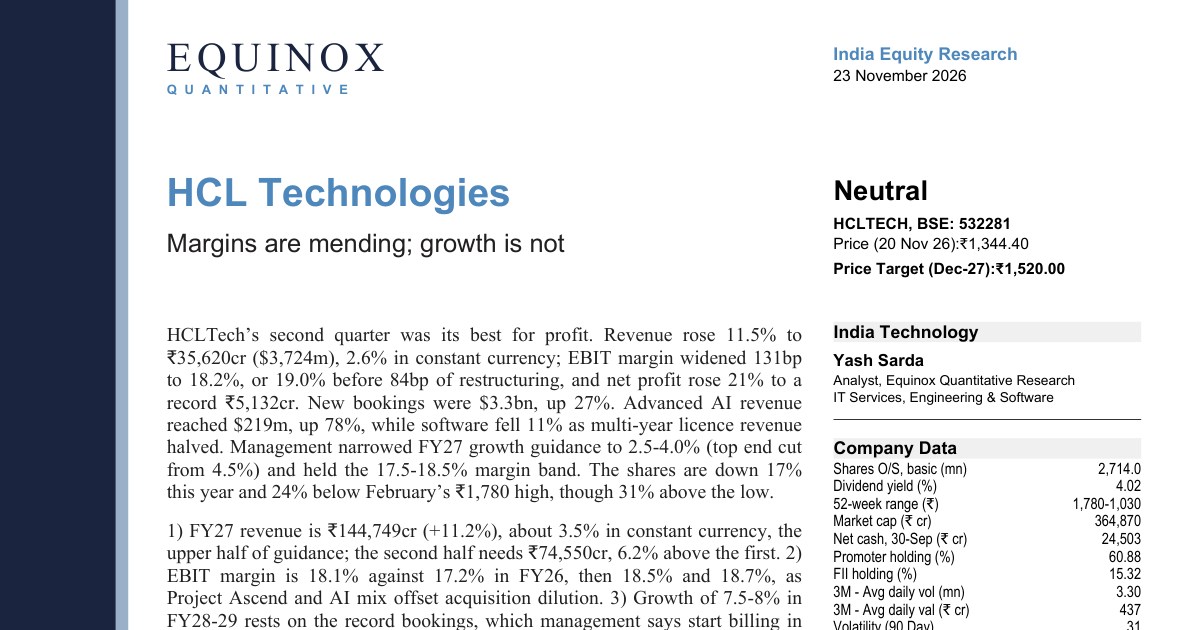 EQUINOX
QUANTITATIVE
India Equity Research
23 November 2026
HCL Technologies
Margins are mending; growth is not
HCLTech's second quarter was its best for profit. Revenue rose 11.5% to
₹35,620cr ($3,724m), 2.6% in constant currency; EBIT margin widened 131bp
to 18.2%, or 19.0% before 84bp of restructuring, and net profit rose 21% to a
record ₹5,132cr. New bookings were $3.3bn, up 27%. Advanced AI revenue
reached $219m, up 78%, while software fell 11% as multi-year licence revenue
halved. Management narrowed FY27 growth guidance to 2.5-4.0% (top end cut
from 4.5%) and held the 17.5-18.5% margin band. The shares are down 17%
this year and 24% below February's ₹1,780 high, though 31% above the low.
1) FY27 revenue is ₹144,749cr (+11.2%), about 3.5% in constant currency, the
upper half of guidance; the second half needs ₹74,550cr, 6.2% above the first. 2)
EBIT margin is 18.1% against 17.2% in FY26, then 18.5% and 18.7%, as
Project Ascend and AI mix offset acquisition dilution. 3) Growth of 7.5-8% in
FY28-29 rests on the record bookings, which management says start billing in
Neutral
HCLTECH, BSE: 532281
Price (20 Nov 26):₹1,344.40
Price Target (Dec-27):₹1,520.00
India Technology
Yash Sarda
Analyst, Equinox Quantitative Research
IT Services, Engineering & Software
Company Data
Shares O/S, basic (mn) 2,714.0
Dividend yield (%) 4.02
52-week range (₹) 1,780-1,030
Market cap (₹ cr) 364,870
Net cash, 30-Sep (₹ cr) 24,503
Promoter holding (%) 60.88
FII holding (%) 15.32
3M - Avg daily vol (mn) 3.30
3M - Avg daily val (₹ cr) 437
Volatility (90 Day) 31